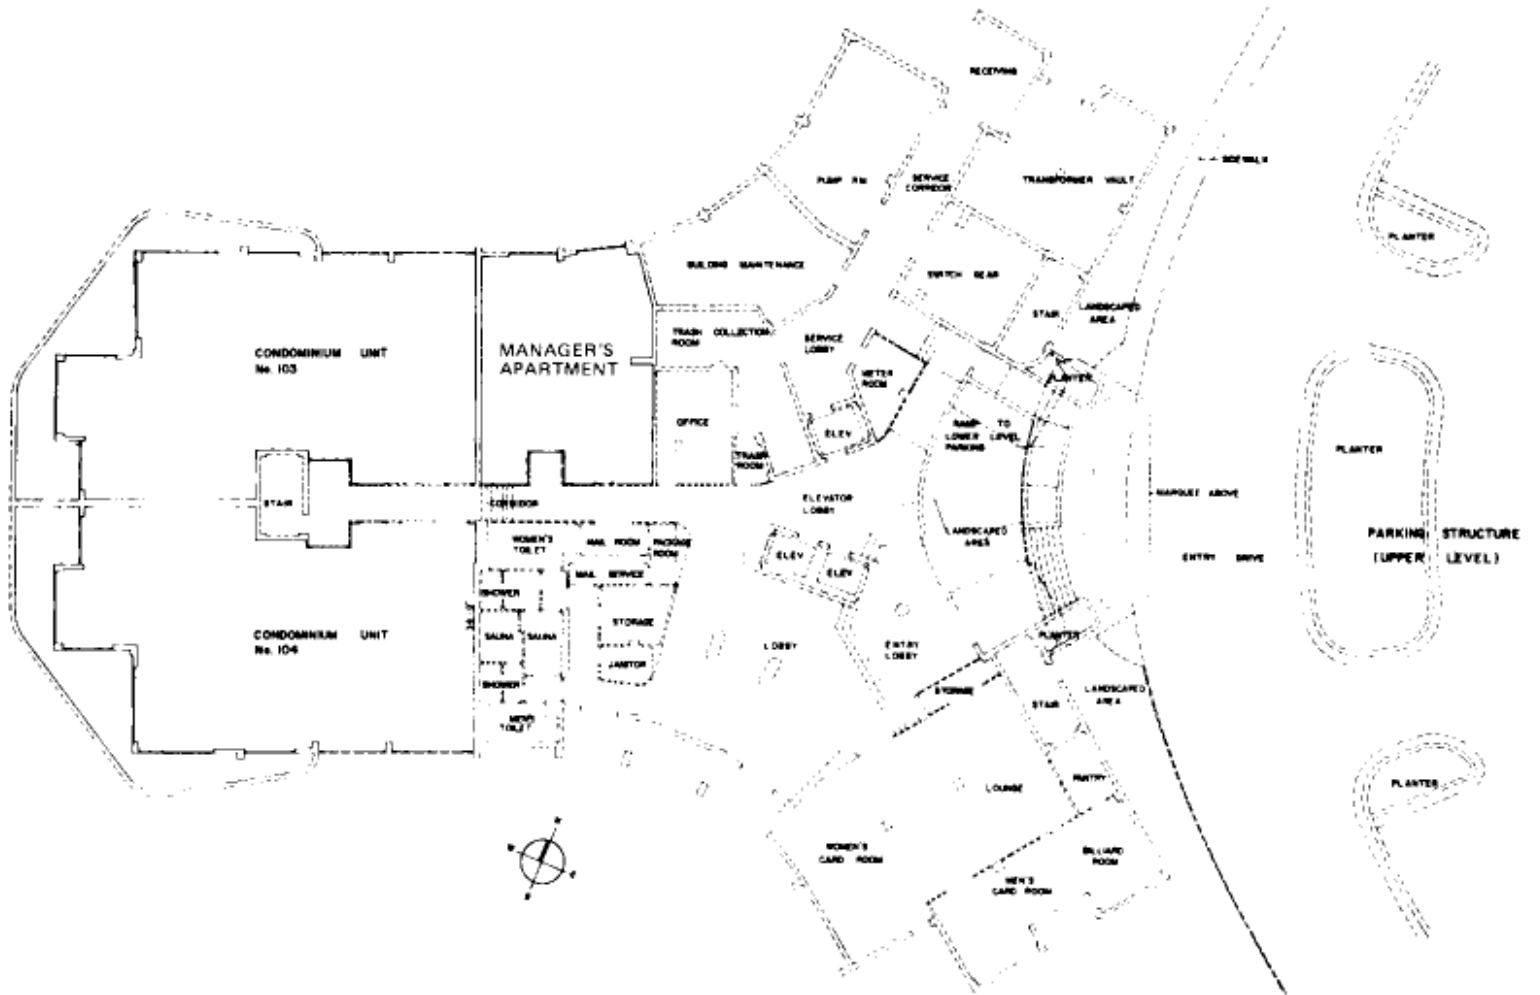 RECEIVING
SIDEWALK
PUMP RM
SERVICE
CORRIDOR
TRANSFORMER VAULT
PLANTER
BUILDING MAINTENANCE
SWITCH GEAR
STAIR
LANDSCAPED
AREA
TRASH COLLECTION
ROOM
SERVICE
LOBBY
CONDOMINIUM UNIT
No. 103
MANAGER'S
APARTMENT
METER
ROOM
PLANTER
OFFICE
ELEV
RAMP TO
LOWER LEVEL
PARKING
PLANTER
TRASH
ROOM
STAIR
CORRIDOR
ELEVATOR
LOBBY
MARQUEE ABOVE
LANDSCAPED
AREA
WOMEN'S
TOILET
MAIL ROOM
PACKAGE
ROOM
ELEV
ELEV
ENTRY DRIVE
PARKING STRUCTURE
(UPPER LEVEL)
MAIL SERVICE
SHOWER
STORAGE
CONDOMINIUM UNIT
No. 104
SAUNA
SAUNA
LOBBY
ENTRY
LOBBY
PLANTER
JANITOR
SHOWER
STORAGE
STAIR
LANDSCAPED
AREA
MEN'S
TOILET
LOUNGE
PANTRY
PLANTER
WOMEN'S
CARD ROOM
BILLIARD
ROOM
MEN'S
CARD ROOM